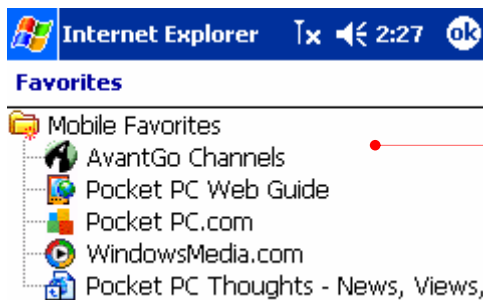 Internet Explorer 2:27 ok
Favorites
Mobile Favorites
AvantGo Channels
Pocket PC Web Guide
Pocket PC.com
WindowsMedia.com
Pocket PC Thoughts - News, Views,